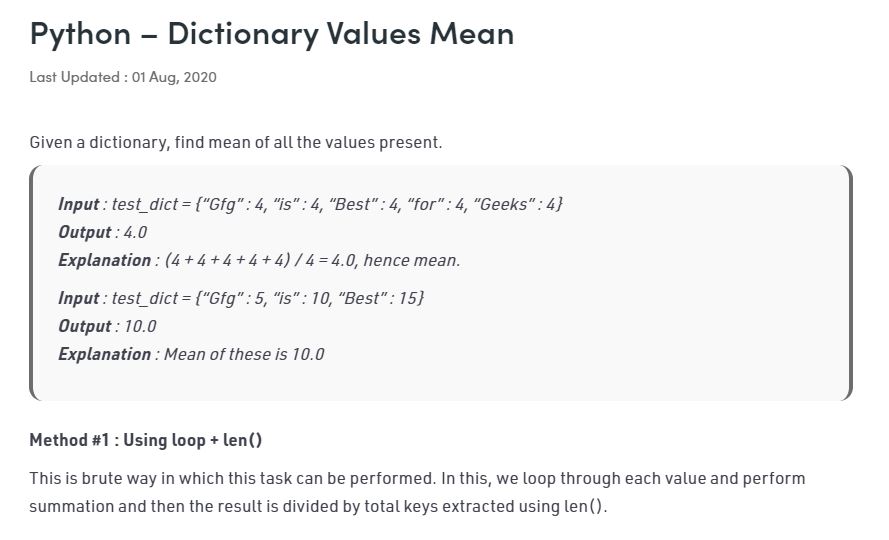 Python – Dictionary Values Mean
Last Updated : 01 Aug, 2020
Given a dictionary, find mean of all the values present.
Input : test_dict = {“Gfg” : 4, “is” : 4, “Best” : 4, “for” : 4, “Geeks” : 4}
Output : 4.0
Explanation : (4 + 4 + 4 + 4 + 4) / 4 = 4.0, hence mean.
Input : test_dict = {“Gfg” : 5, “is” : 10, “Best” : 15}
Output : 10.0
Explanation : Mean of these is 10.0
Method #1 : Using loop + len()
This is brute way in which this task can be performed. In this, we loop through each value and perform
summation and then the result is divided by total keys extracted using len().